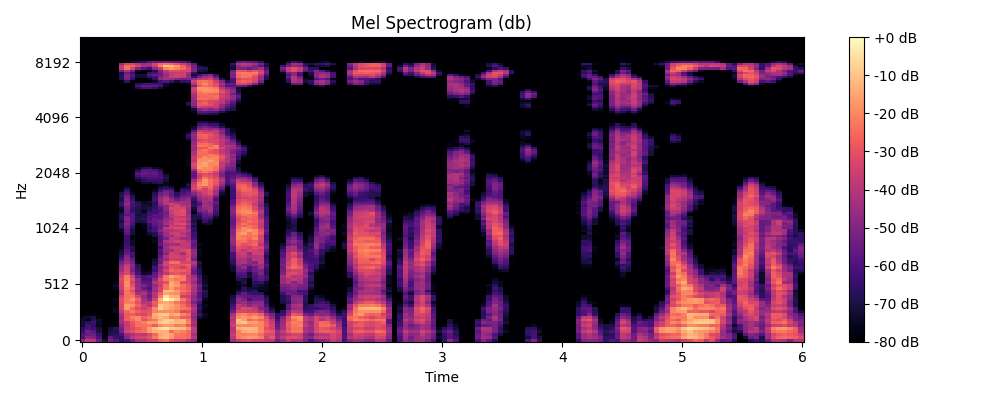 Mel Spectrogram (db)
Hz
8192
4096
2048
1024
512
0
0 1 2 3 4 5 6
Time
+0 dB
-10 dB
-20 dB
-30 dB
-40 dB
-50 dB
-60 dB
-70 dB
-80 dB